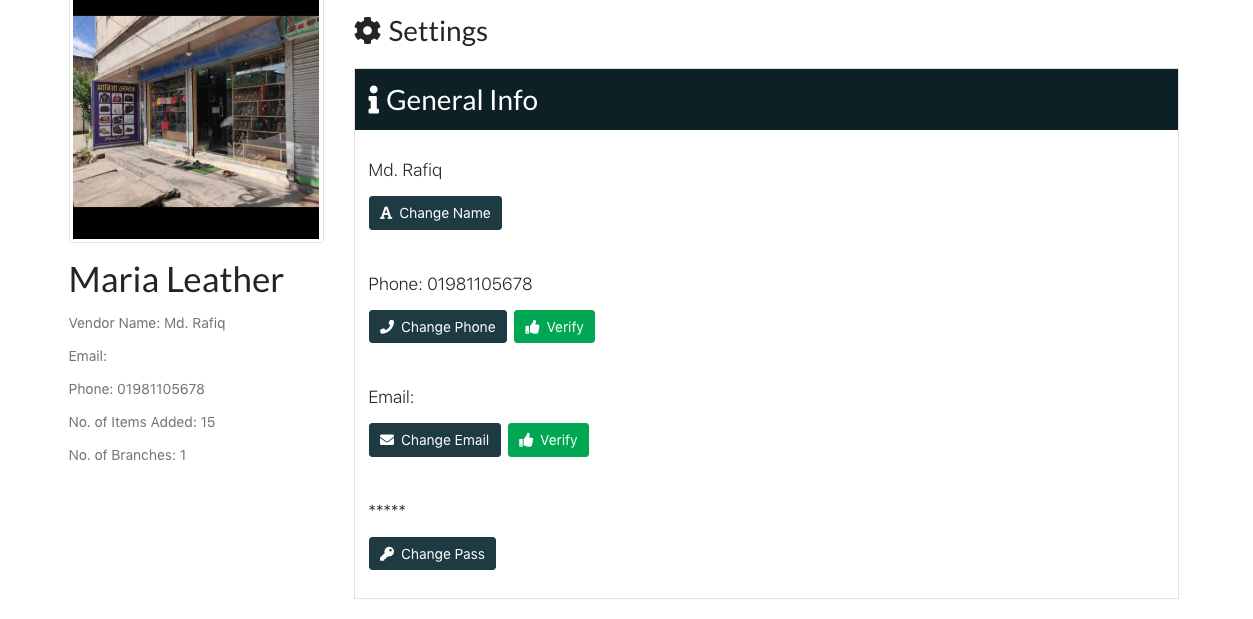 মারিয়া লেদার
Maria Leather
Vendor Name: Md. Rafiq
Email:
Phone: 01981105678
No. of Items Added: 15
No. of Branches: 1
Settings
General Info
Md. Rafiq
Change Name
Phone: 01981105678
Change Phone
Verify
Email:
Change Email
Verify
*****
Change Pass